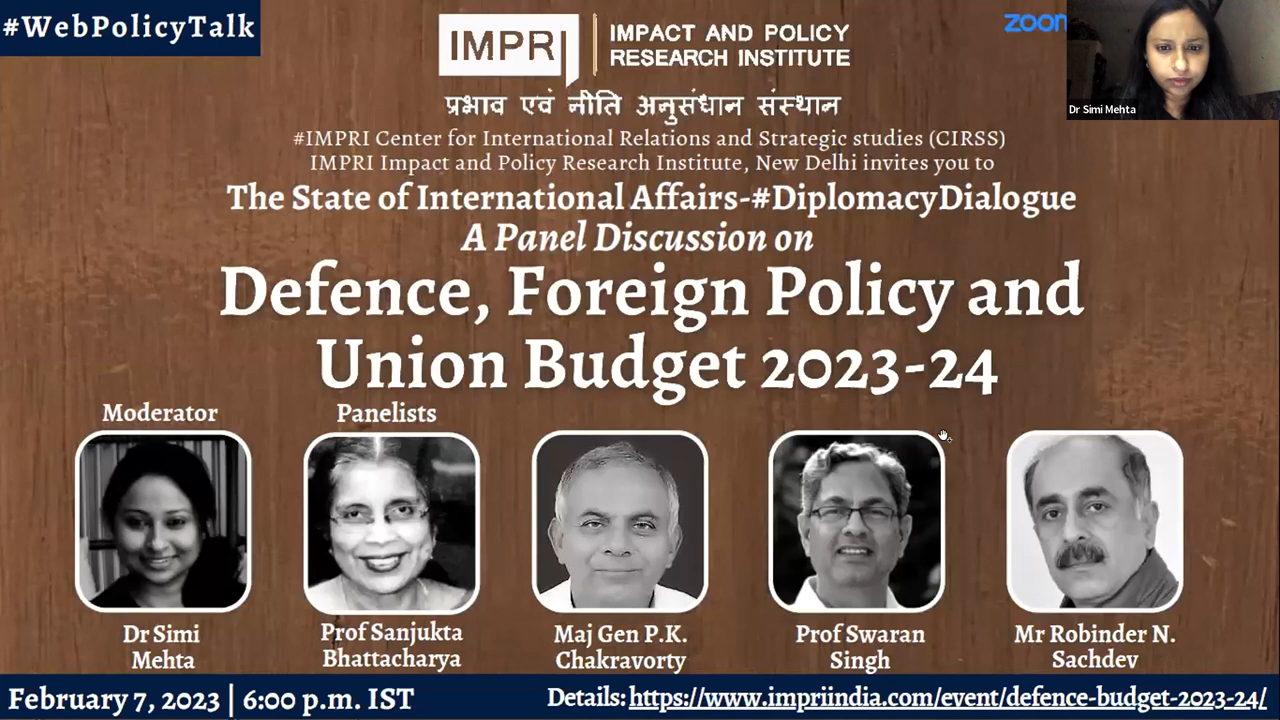 #WebPolicyTalk
IMPRI
IMPACT AND POLICY
RESEARCH INSTITUTE
zoom
Dr Simi Mehta
प्रभाव एवं नीति अनुसंधान संस्थान
#IMPRI Center for International Relations and Strategic studies (CIRSS)
IMPRI Impact and Policy Research Institute, New Delhi invites you to
The State of International Affairs-#DiplomacyDialogue
A Panel Discussion on
Defence, Foreign Policy and
Union Budget 2023-24
Moderator
Panelists
Dr Simi
Mehta
Prof Sanjukta
Bhattacharya
Maj Gen P.K.
Chakravorty
Prof Swaran
Singh
Mr Robinder N.
Sachdev
February 7, 2023 | 6:00 p.m. IST
Details: https://www.impriindia.com/event/defence-budget-2023-24/